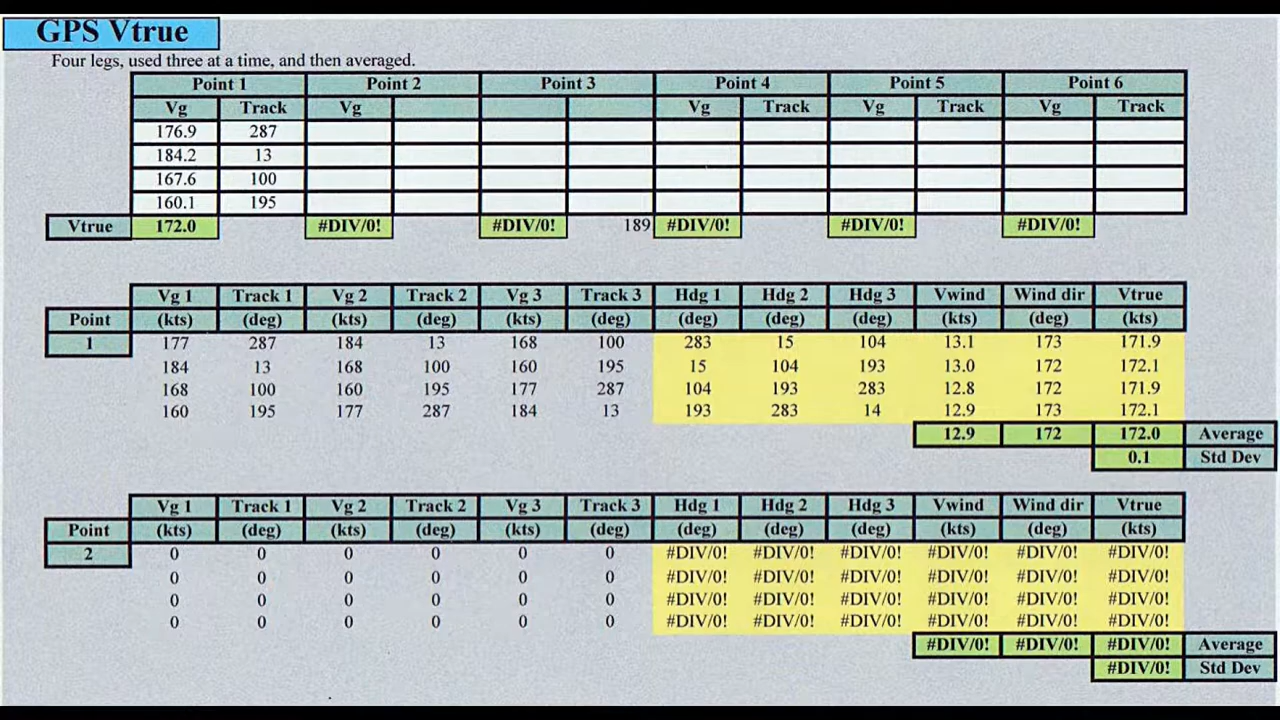 GPS Vtrue
Four legs, used three at a time, and then averaged.
Point 1 Point 2 Point 3 Point 4 Point 5 Point 6
Vg Track Vg Vg Track Vg Track Vg Track
176.9 287
184.2 13
167.6 100
160.1 195
Vtrue 172.0 #DIV/0! #DIV/0! 189 #DIV/0! #DIV/0! #DIV/0!
Vg 1 Track 1 Vg 2 Track 2 Vg 3 Track 3 Hdg 1 Hdg 2 Hdg 3 Vwind Wind dir Vtrue
Point (kts) (deg) (kts) (deg) (kts) (deg) (deg) (deg) (deg) (kts) (deg) (kts)
1 177 287 184 13 168 100 283 15 104 13.1 173 171.9
184 13 168 100 160 195 15 104 193 13.0 172 172.1
168 100 160 195 177 287 104 193 283 12.8 172 171.9
160 195 177 287 184 13 193 283 14 12.9 173 172.1
12.9 172 172.0 Average
0.1 Std Dev
Vg 1 Track 1 Vg 2 Track 2 Vg 3 Track 3 Hdg 1 Hdg 2 Hdg 3 Vwind Wind dir Vtrue
Point (kts) (deg) (kts) (deg) (kts) (deg) (deg) (deg) (deg) (kts) (deg) (kts)
2 0 0 0 0 0 0 #DIV/0! #DIV/0! #DIV/0! #DIV/0! #DIV/0! #DIV/0!
0 0 0 0 0 0 #DIV/0! #DIV/0! #DIV/0! #DIV/0! #DIV/0! #DIV/0!
0 0 0 0 0 0 #DIV/0! #DIV/0! #DIV/0! #DIV/0! #DIV/0! #DIV/0!
0 0 0 0 0 0 #DIV/0! #DIV/0! #DIV/0! #DIV/0! #DIV/0! #DIV/0!
#DIV/0! #DIV/0! #DIV/0! Average
#DIV/0! Std Dev